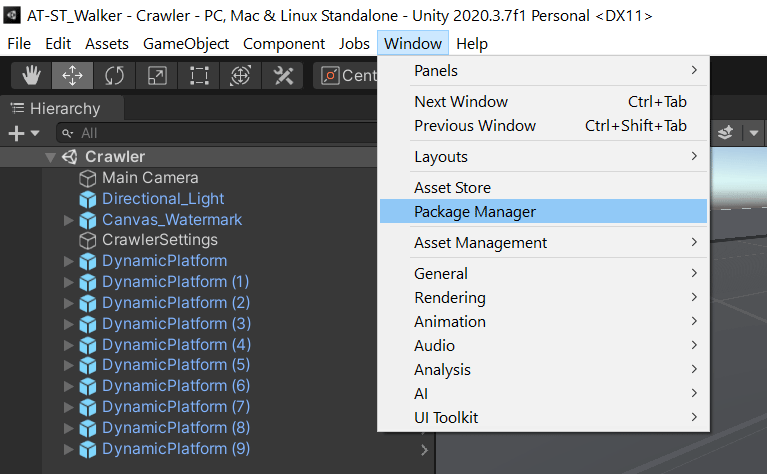 AT-ST_Walker - Crawler - PC, Mac & Linux Standalone - Unity 2020.3.7f1 Personal <DX11>
File Edit Assets GameObject Component Jobs Window Help
Cent
Hierarchy
All
Crawler
Main Camera
Directional_Light
Canvas_Watermark
CrawlerSettings
DynamicPlatform
DynamicPlatform (1)
DynamicPlatform (2)
DynamicPlatform (3)
DynamicPlatform (4)
DynamicPlatform (5)
DynamicPlatform (6)
DynamicPlatform (7)
DynamicPlatform (8)
DynamicPlatform (9)
Panels
Next Window Ctrl+Tab
Previous Window Ctrl+Shift+Tab
Layouts
Asset Store
Package Manager
Asset Management
General
Rendering
Animation
Audio
Analysis
AI
UI Toolkit